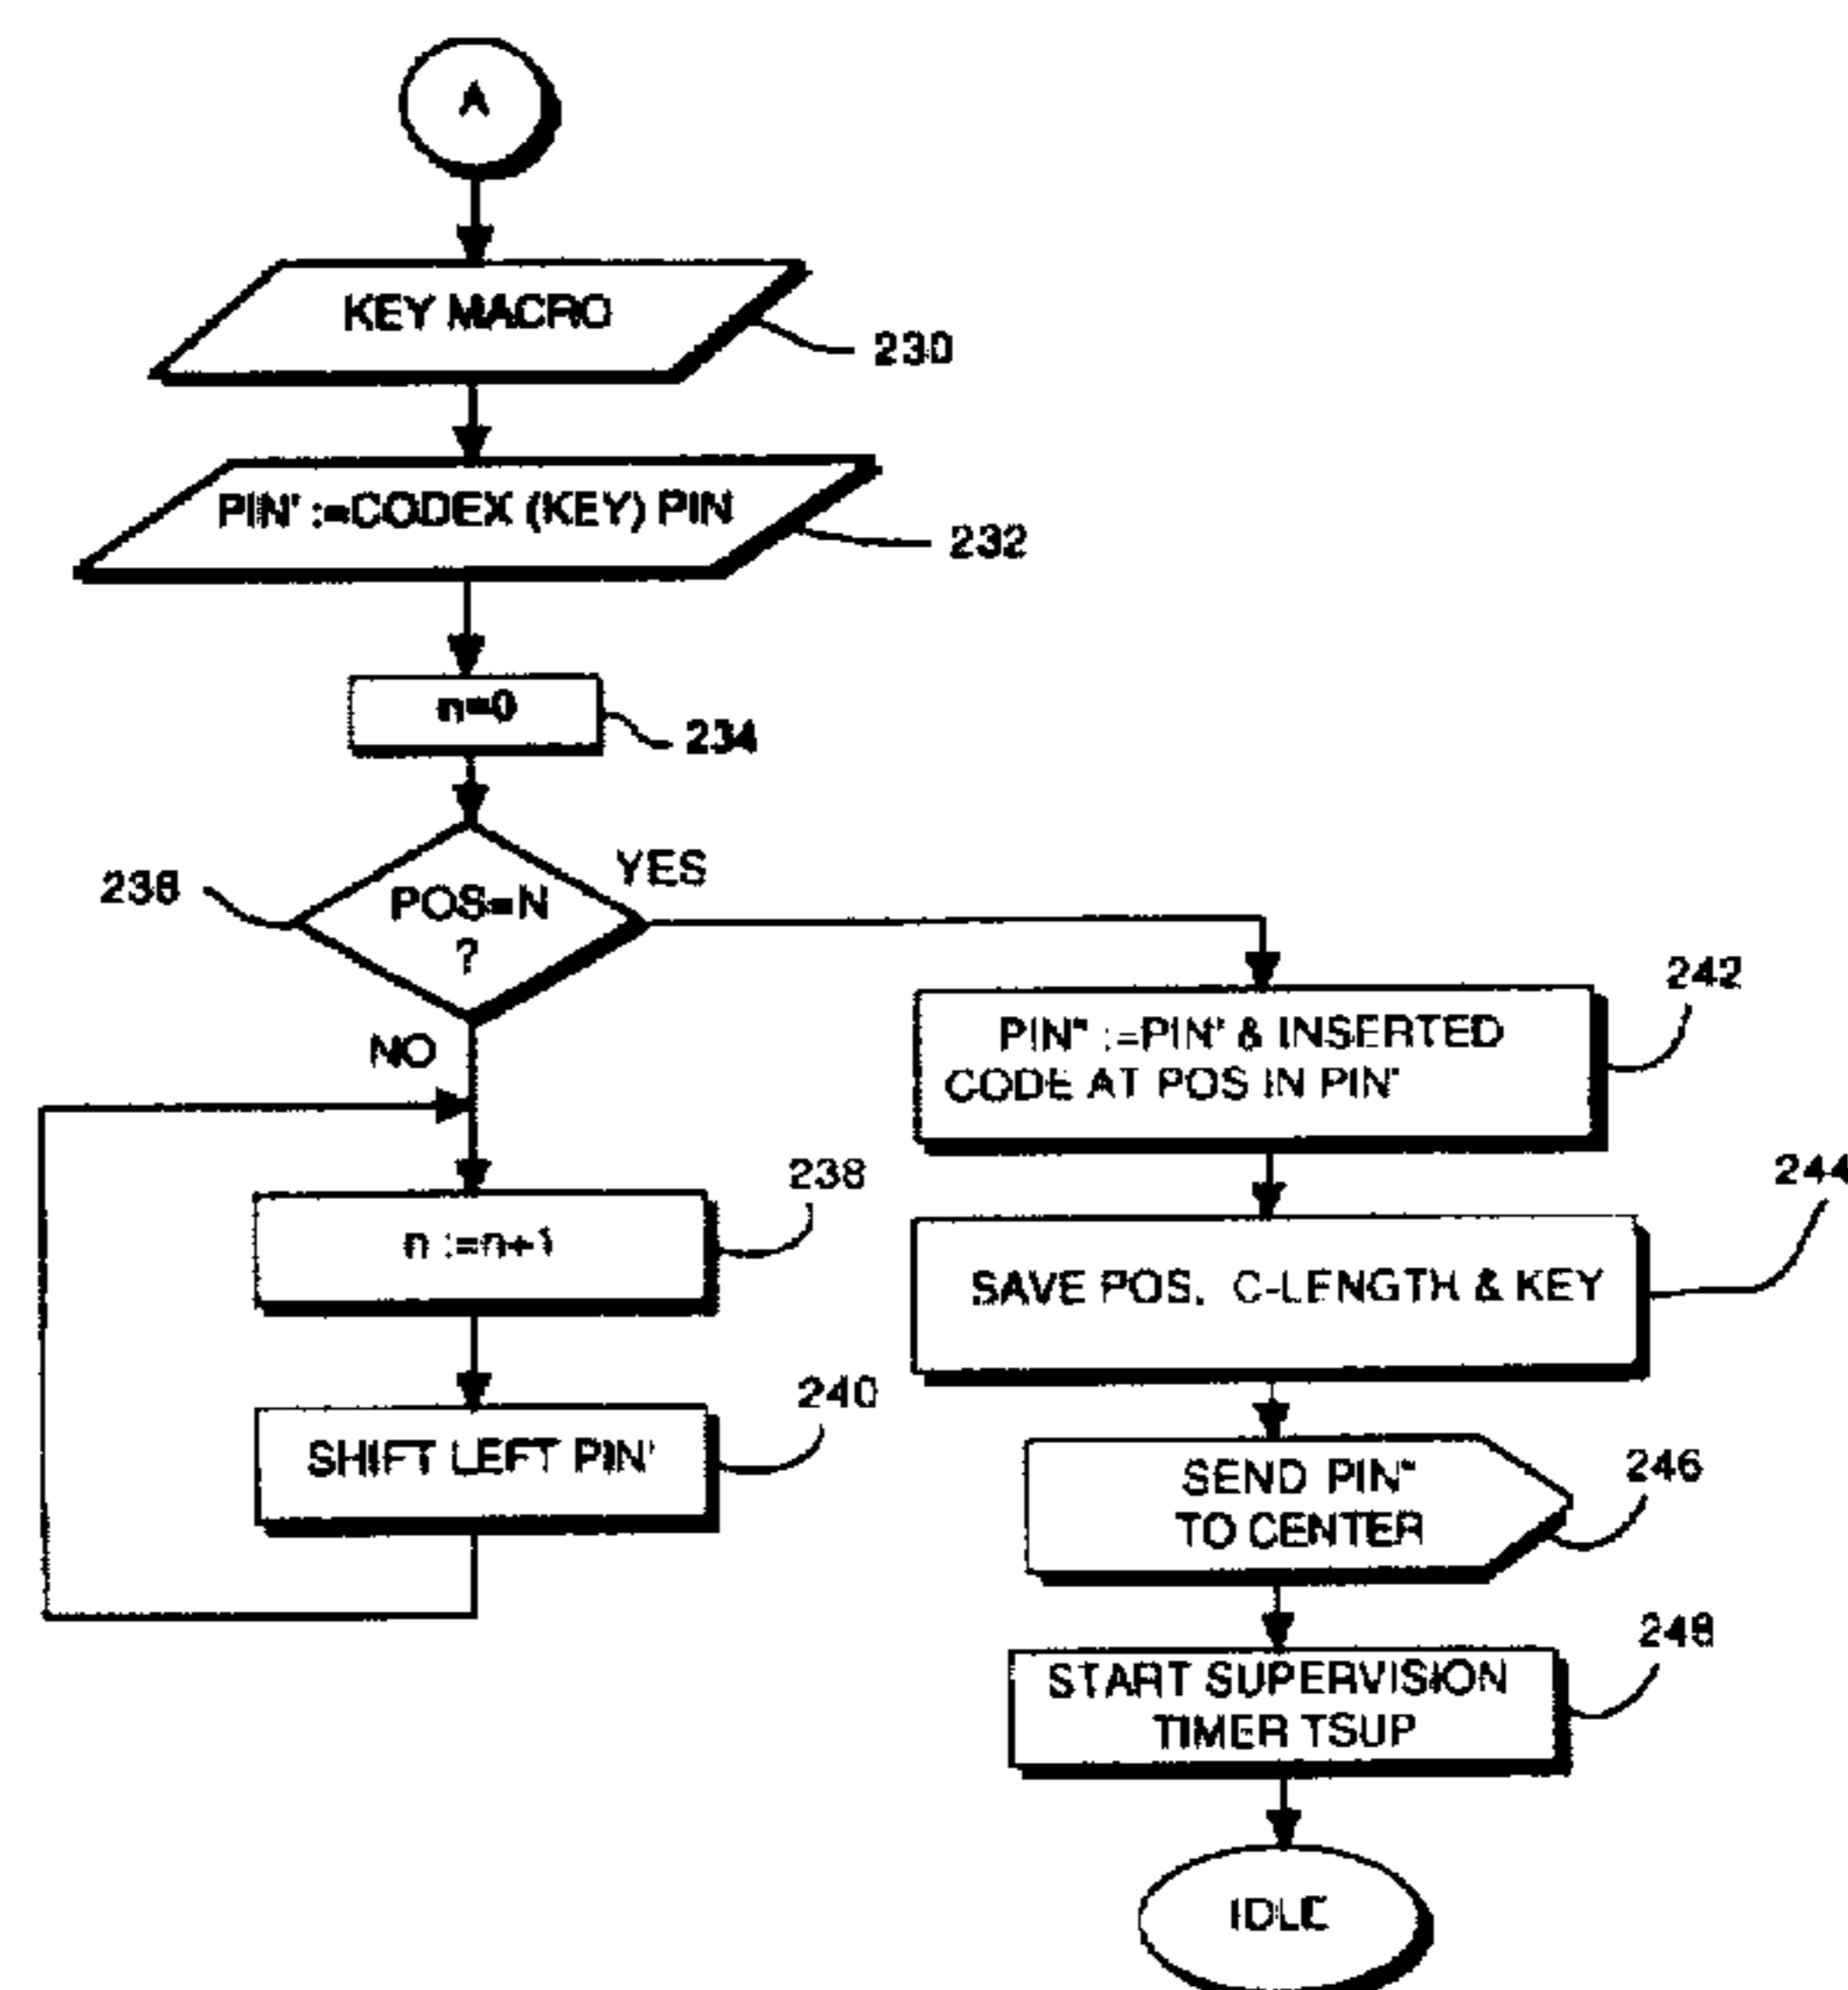 A
KEY MACRO
230
PIN' :=CODEX (KEY) PIN
232
n=0
234
236
POS=N
?
YES
NO
n :=n+1
238
SHIFT LEFT PIN'
240
242
PIN" :=PIN' & INSERTED
CODE AT POS IN PIN'
244
SAVE POS, C-LENGTH & KEY
SEND PIN"
TO CENTER
246
248
START SUPERVISION
TIMER TSUP
IDLE